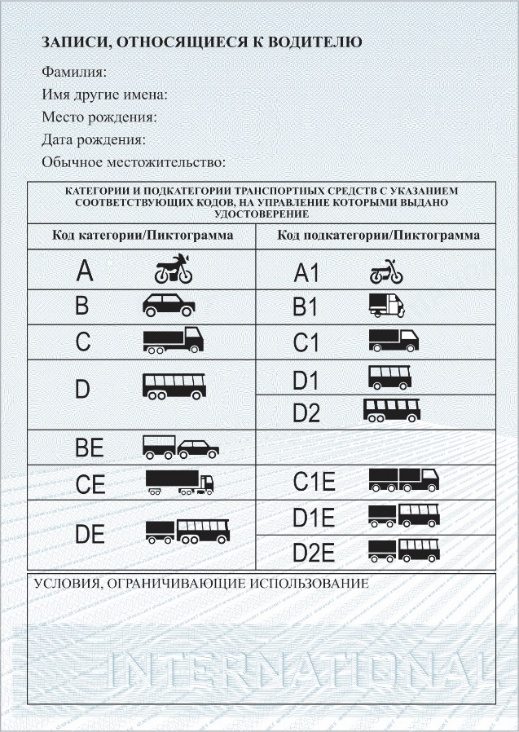 ЗАПИСИ, ОТНОСЯЩИЕСЯ К ВОДИТЕЛЮ
Фамилия:
Имя другие имена:
Место рождения:
Дата рождения:
Обычное местожительство:
КАТЕГОРИИ И ПОДКАТЕГОРИИ ТРАНСПОРТНЫХ СРЕДСТВ С УКАЗАНИЕМ
СООТВЕТСТВУЮЩИХ КОДОВ, НА УПРАВЛЕНИЕ КОТОРЫМИ ВЫДАНО
УДОСТОВЕРЕНИЕ
Код категории/Пиктограмма Код подкатегории/Пиктограмма
A A1
B B1
C C1
D D1
D2
BE
CE C1E
DE D1E
D2E
УСЛОВИЯ, ОГРАНИЧИВАЮЩИЕ ИСПОЛЬЗОВАНИЕ
INTERNATIONAL